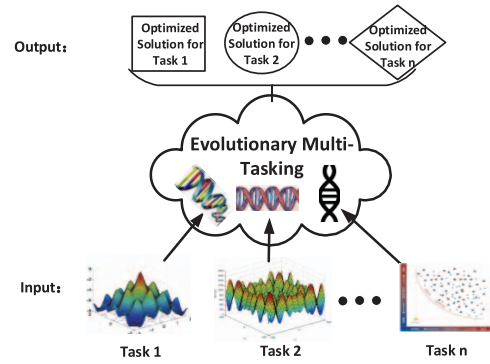 Output:
Optimized
Solution for
Task 1
Optimized
Solution for
Task 2
Optimized
Solution for
Task n
Evolutionary Multi-
Tasking
Input:
Task 1
Task 2
Task n